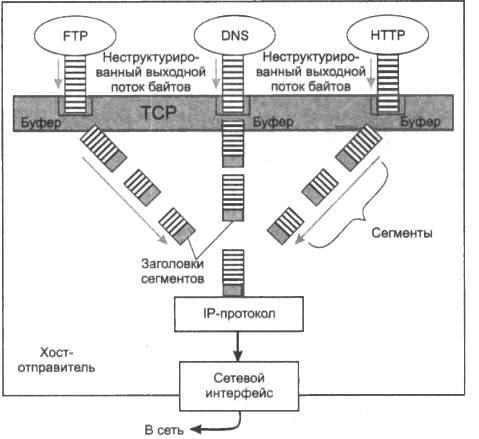 FTP
DNS
HTTP
Неструктуриро-
ванный выходной
поток байтов
Неструктуриро-
ванный выходной
поток байтов
TCP
Буфер
Буфер
Буфер
Сегменты
Заголовки
сегментов
IP-протокол
Хост-
отправитель
Сетевой
интерфейс
В сеть